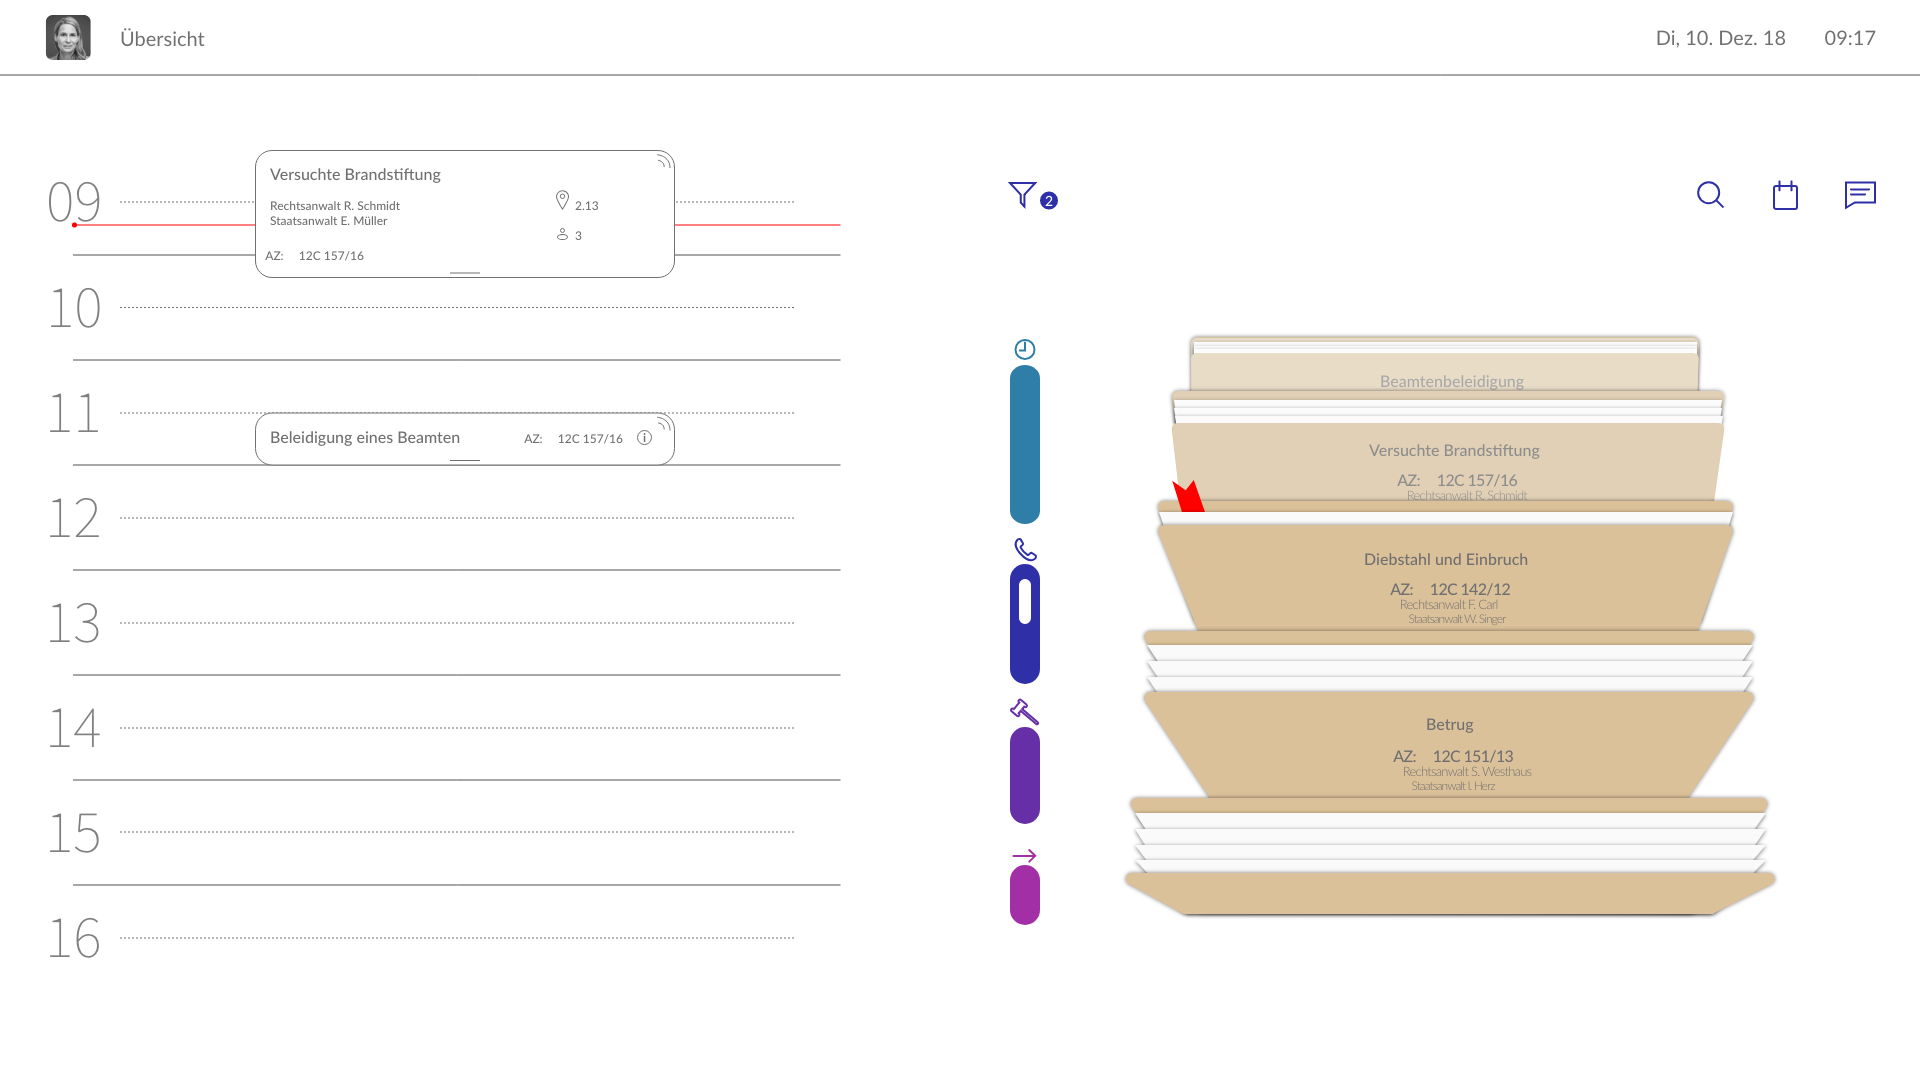 Übersicht
Di, 10. Dez. 18
09:17
09
Versuchte Brandstiftung
Rechtsanwalt R. Schmidt
Staatsanwalt E. Müller
2.13
3
AZ: 12C 157/16
10
11
Beleidigung eines Beamten
AZ: 12C 157/16
12
13
14
15
16
2
Beamtenbeleidigung
Versuchte Brandstiftung
AZ: 12C 157/16
Rechtsanwalt R. Schmidt
Diebstahl und Einbruch
AZ: 12C 142/12
Rechtsanwalt F. Carl
Staatsanwalt W. Singer
Betrug
AZ: 12C 151/13
Rechtsanwalt S. Westhaus
Staatsanwalt I. Herz